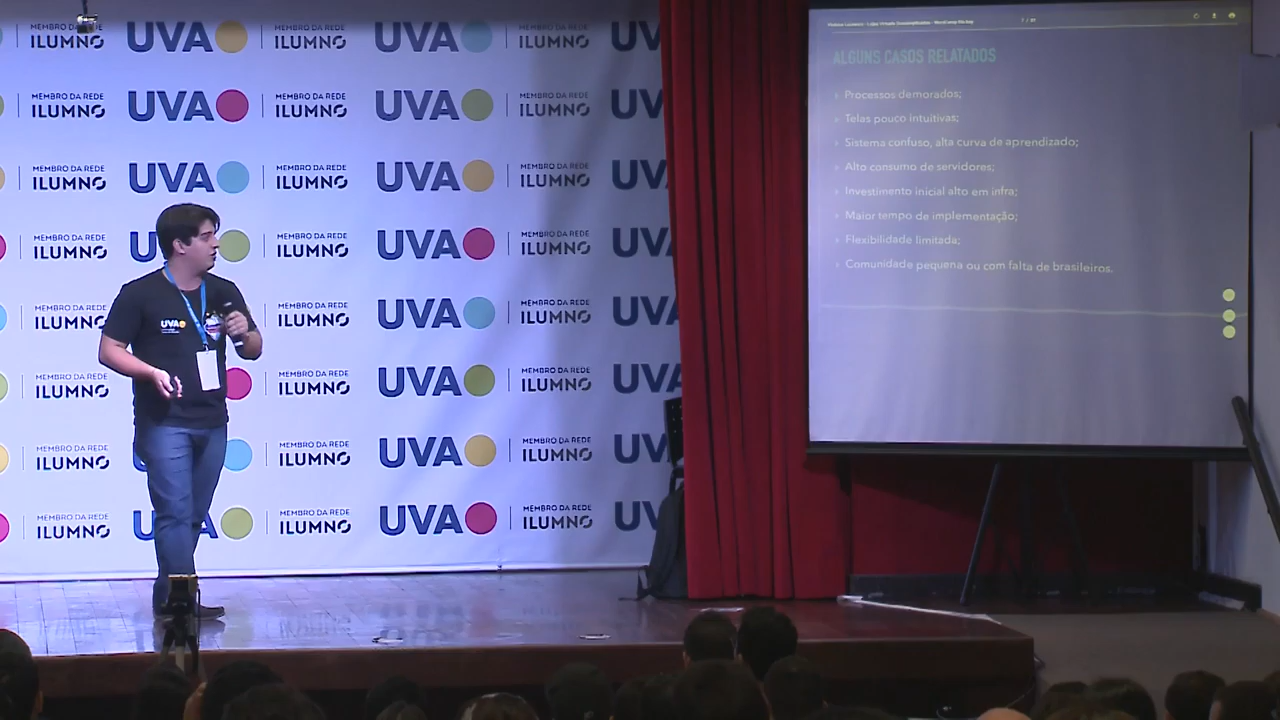 UVA MEMBRO DA REDE ILUMNO
ALGUNS CASOS RELATADOS
Processos demorados;
Telas pouco intuitivas;
Sistema confuso, alta curva de aprendizado;
Alto consumo de servidores;
Investimento inicial alto em infra;
Maior tempo de implementação;
Flexibilidade limitada;
Comunidade pequena ou com falta de brasileiros.
UVA